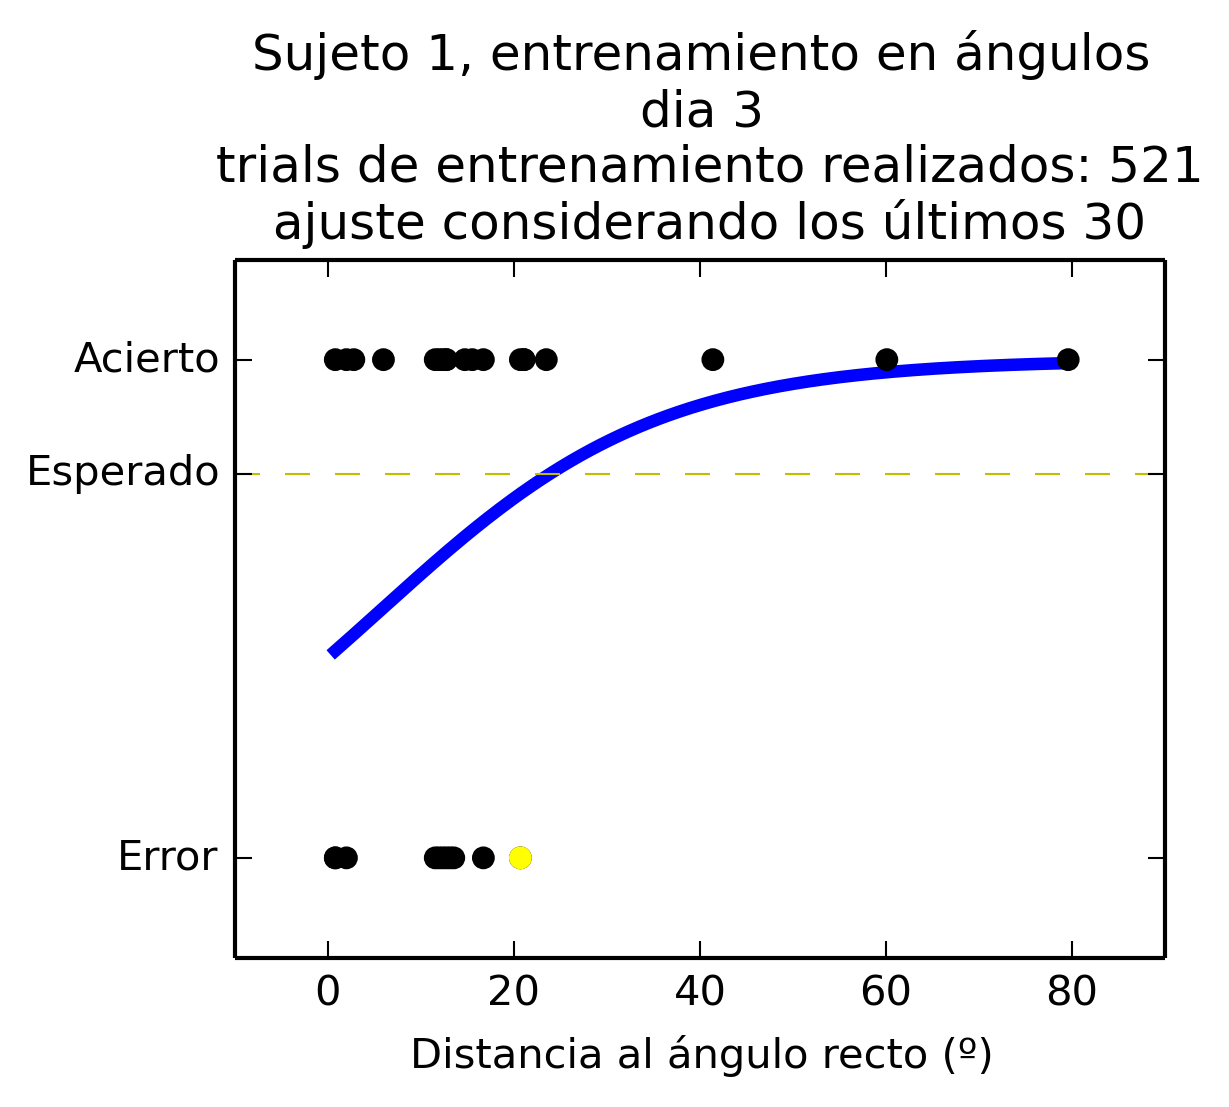 Sujeto 1, entrenamiento en ángulos
dia 3
trials de entrenamiento realizados: 521
ajuste considerando los últimos 30
Acierto
Esperado
Error
0 20 40 60 80
Distancia al ángulo recto (º)